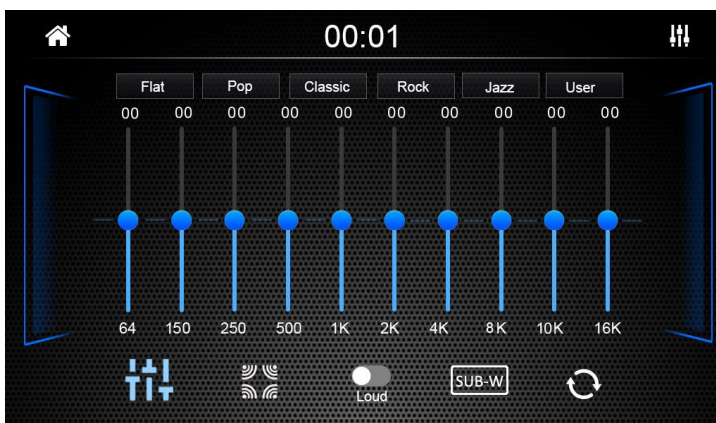 00:01
Flat Pop Classic Rock Jazz User
00 00 00 00 00 00 00 00 00 00
64 150 250 500 1K 2K 4K 8K 10K 16K
Loud SUB-W